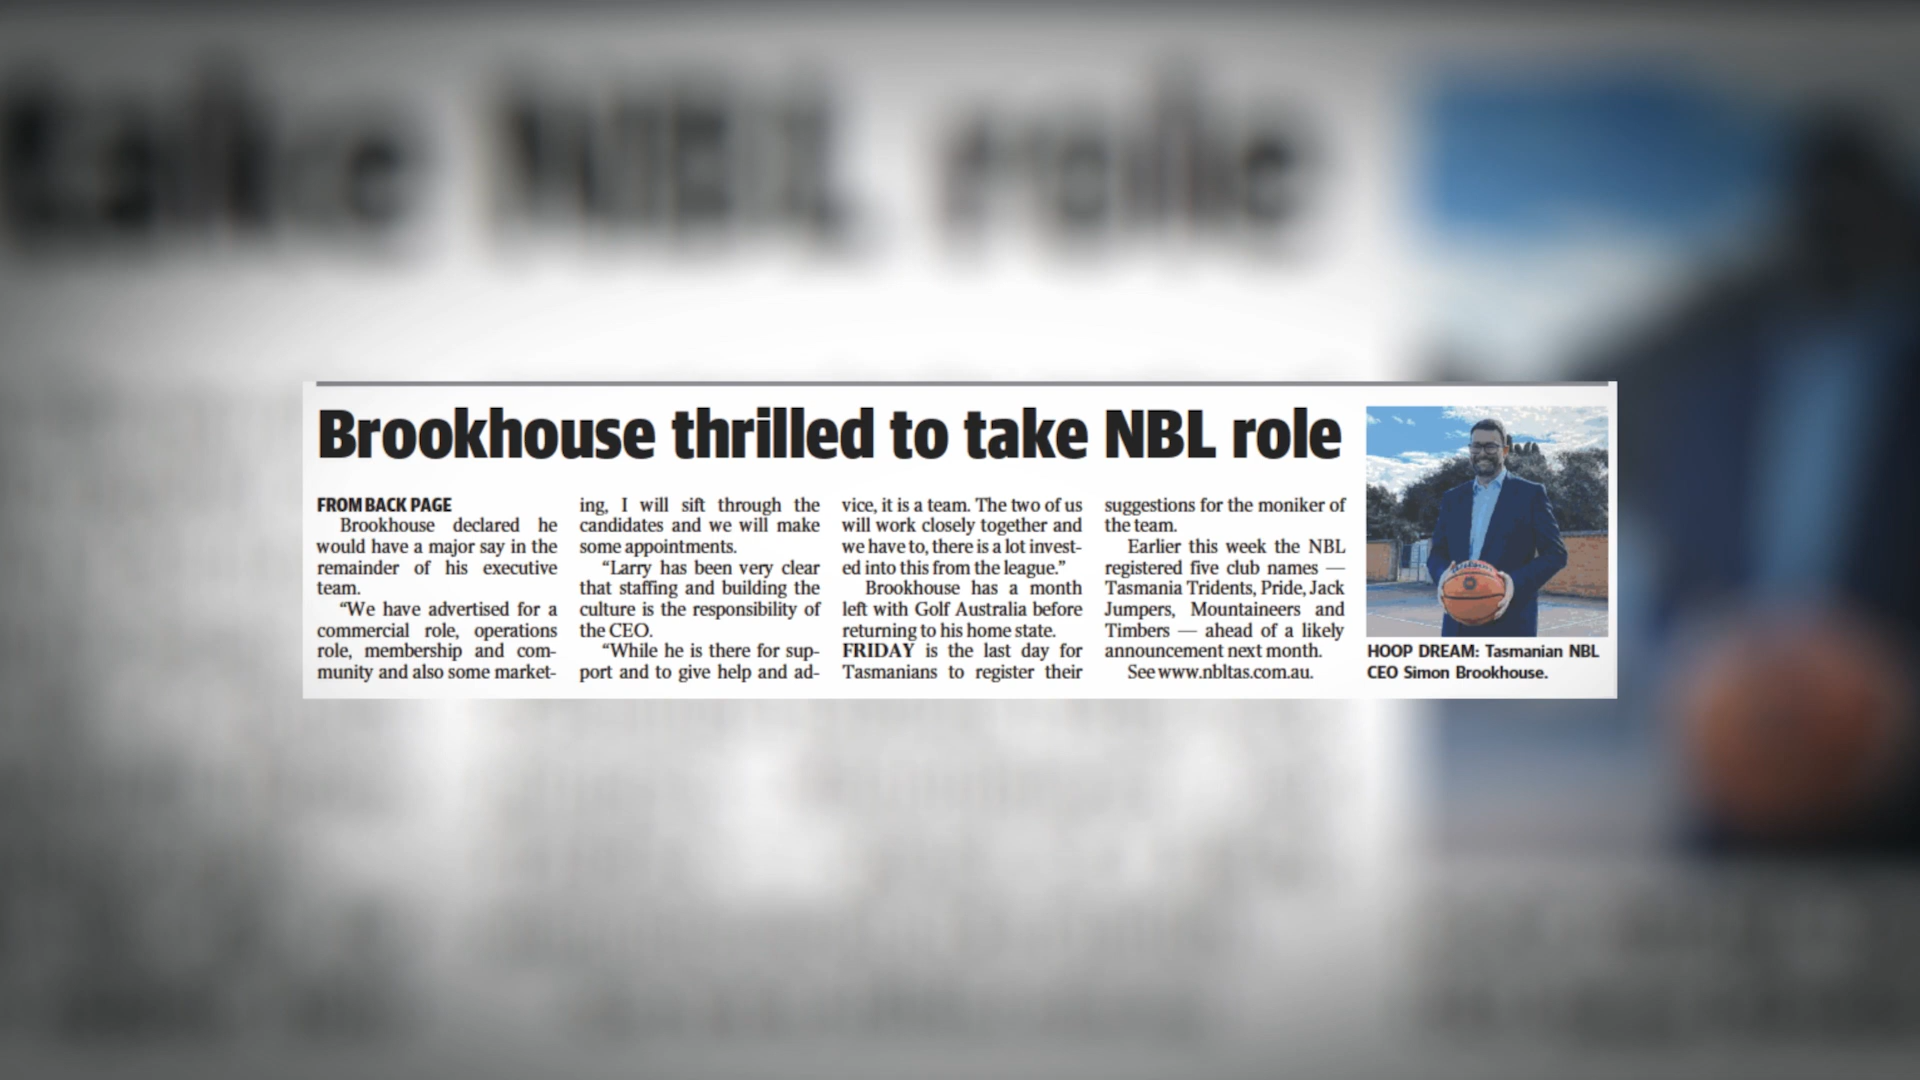 take NBL role
Brookhouse thrilled to take NBL role
FROM BACK PAGE
Brookhouse declared he
would have a major say in the
remainder of his executive
team.
“We have advertised for a
commercial role, operations
role, membership and com-
munity and also some market-
ing, I will sift through the
candidates and we will make
some appointments.
“Larry has been very clear
that staffing and building the
culture is the responsibility of
the CEO.
“While he is there for sup-
port and to give help and ad-
vice, it is a team. The two of us
will work closely together and
we have to, there is a lot invest-
ed into this from the league.”
Brookhouse has a month
left with Golf Australia before
returning to his home state.
FRIDAY is the last day for
Tasmanians to register their
suggestions for the moniker of
the team.
Earlier this week the NBL
registered five club names —
Tasmania Tridents, Pride, Jack
Jumpers, Mountaineers and
Timbers — ahead of a likely
announcement next month.
See www.nbltas.com.au.
HOOP DREAM: Tasmanian NBL
CEO Simon Brookhouse.